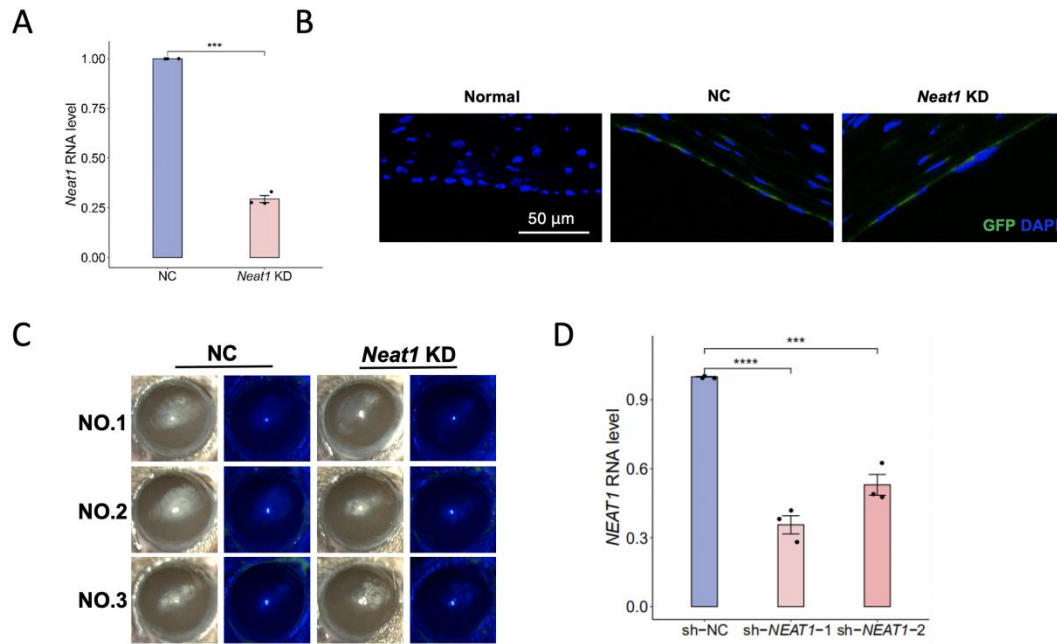 A
***
1.00
0.75
0.50
0.25
0.00
Neat1 RNA level
NC
Neat1 KD
B
Normal
NC
Neat1 KD
50 µm
GFP DAPI
C
NC
Neat1 KD
NO.1
NO.2
NO.3
D
***
****
0.9
0.6
0.3
0.0
NEAT1 RNA level
sh-NC
sh-NEAT1-1
sh-NEAT1-2